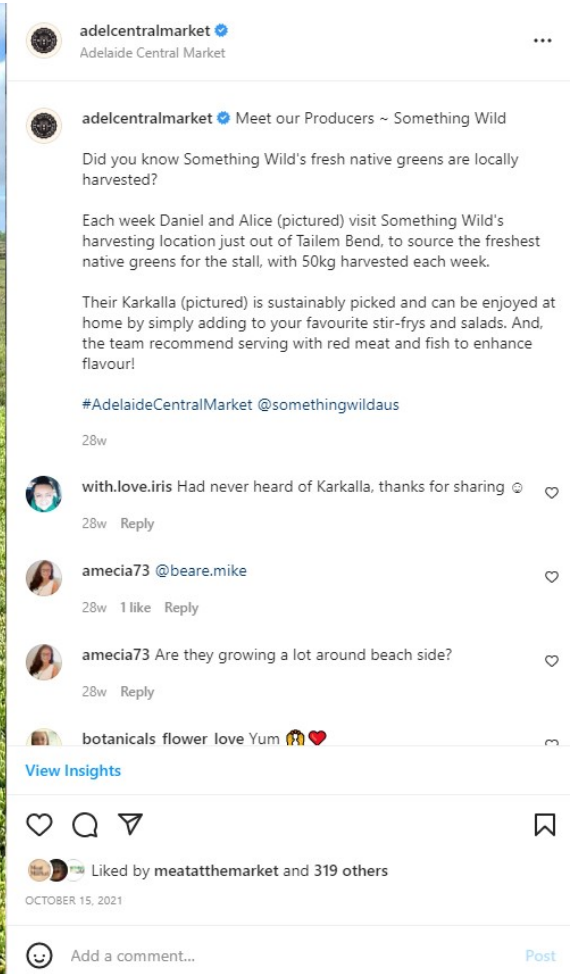 adelcentralmarket
Adelaide Central Market
adelcentralmarket Meet our Producers ~ Something Wild
Did you know Something Wild's fresh native greens are locally
harvested?
Each week Daniel and Alice (pictured) visit Something Wild's
harvesting location just out of Tailem Bend, to source the freshest
native greens for the stall, with 50kg harvested each week.
Their Karkalla (pictured) is sustainably picked and can be enjoyed at
home by simply adding to your favourite stir-frys and salads. And,
the team recommend serving with red meat and fish to enhance
flavour!
#AdelaideCentralMarket @somethingwildaus
28w
with.love.iris Had never heard of Karkalla, thanks for sharing ☺
28w Reply
amecia73 @beare.mike
28w 1 like Reply
amecia73 Are they growing a lot around beach side?
28w Reply
botanicals_flower_love Yum 🙌❤️
View Insights
Liked by meatatthemarket and 319 others
OCTOBER 15, 2021
Add a comment...
Post